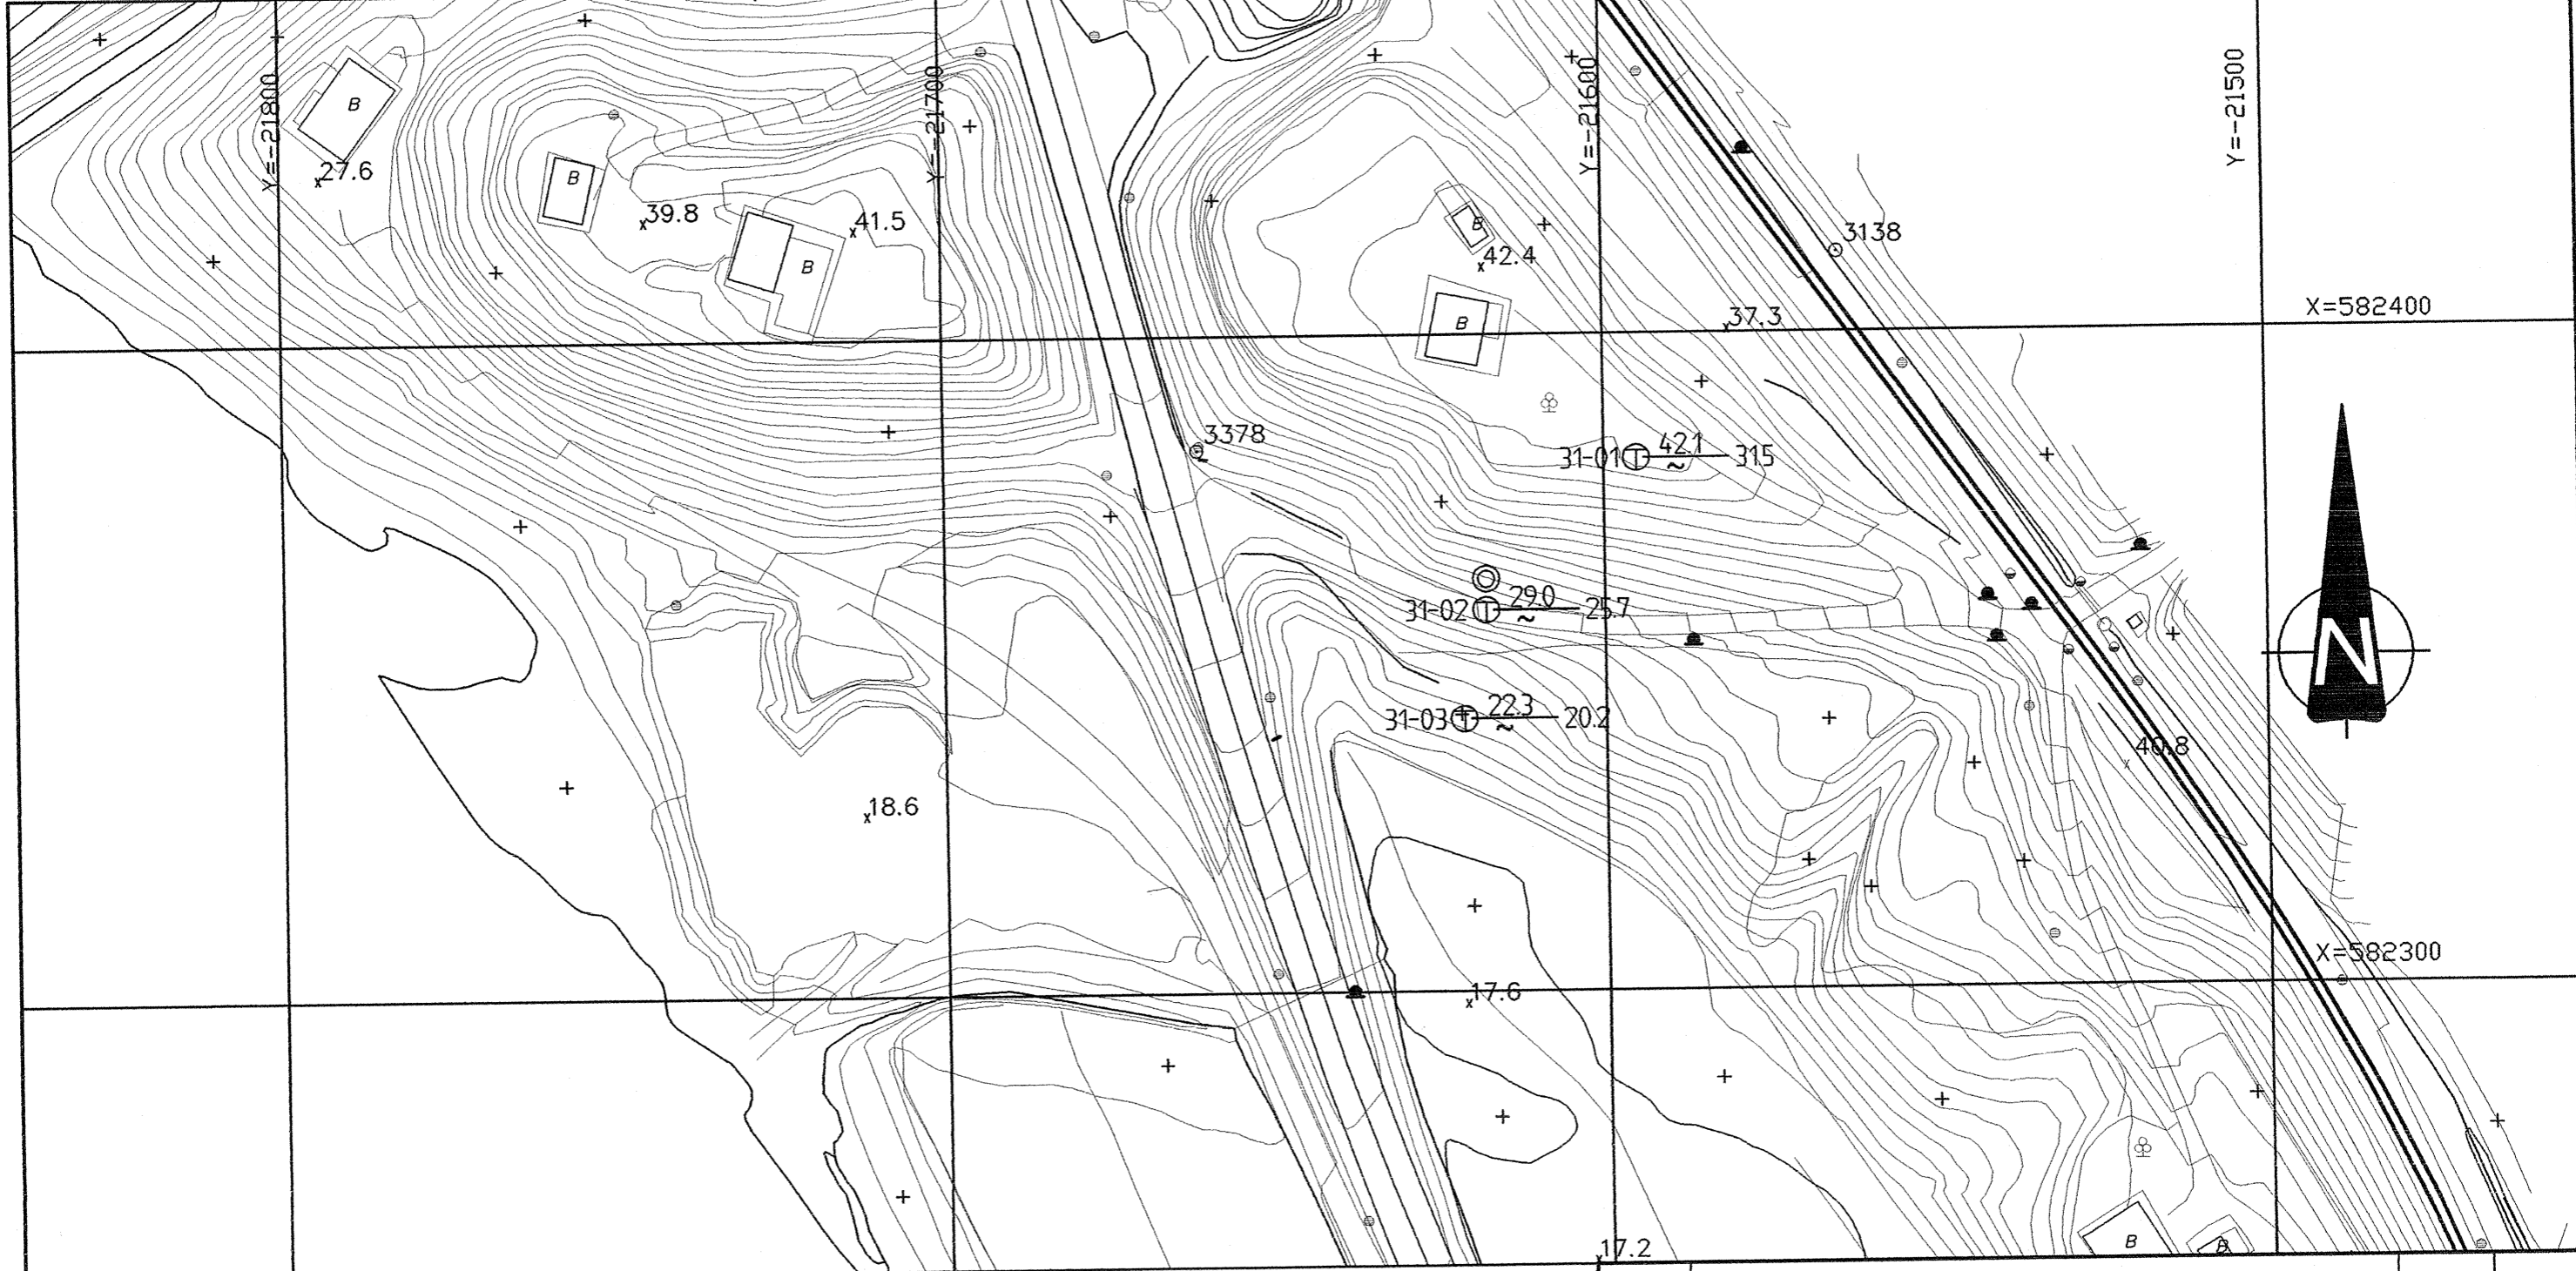 Y=-21800
Y=-21700
Y=-21600
Y=-21500
B
27.6
B
39.8
B
41.5
B
42.4
3138
B
37.3
X=582400
3378
31-01 T 42.1 ~ 31.5
31-02 T 29.0 ~ 25.7
31-03 T 22.3 ~ 20.2
N
40.8
18.6
X=582300
17.6
17.2
B
B